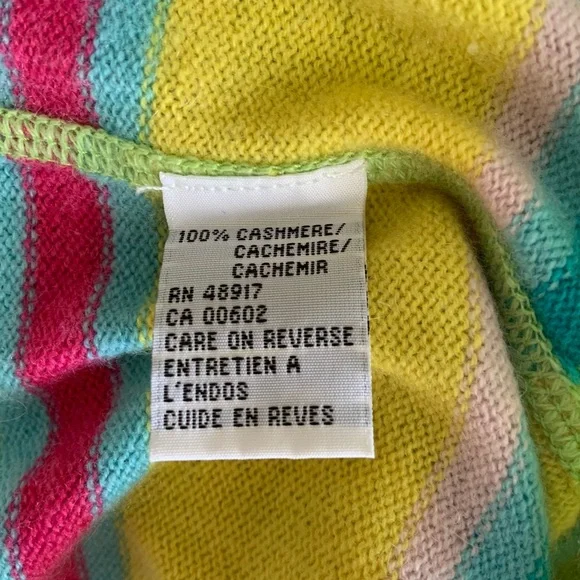 100% CASHMERE/
CACHEMIRE/
CACHEMIR
RN 48917
CA 00602
CARE ON REVERSE
ENTRETIEN A
L'ENDOS
CUIDE EN REVES